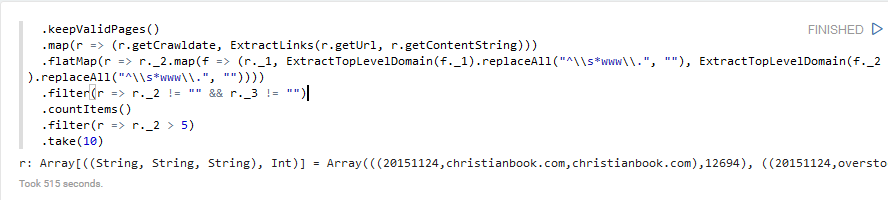 .keepValidPages()
FINISHED
.map(r => (r.getCrawldate, ExtractLinks(r.getUrl, r.getContentString)))
.flatMap(r => r._2.map(f => (r._1, ExtractTopLevelDomain(f._1).replaceAll("^\\s*www\\.", ""), ExtractTopLevelDomain(f._2
).replaceAll("^\\s*www\\.", ""))))
.filter(r => r._2 != "" && r._3 != "")
.countItems()
.filter(r => r._2 > 5)
.take(10)
r: Array[((String, String, String), Int)] = Array(((20151124,christianbook.com,christianbook.com),12694), ((20151124,oversto
Took 515 seconds.